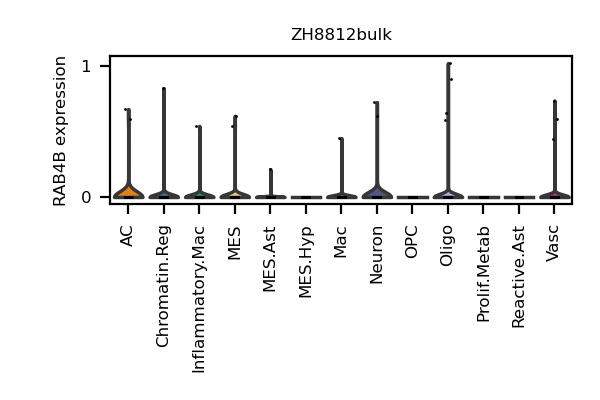 ZH8812bulk
RAB4B expression
1
0
AC
Chromatin.Reg
Inflammatory.Mac
MES
MES.Ast
MES.Hyp
Mac
Neuron
OPC
Oligo
Prolif.Metab
Reactive.Ast
Vasc